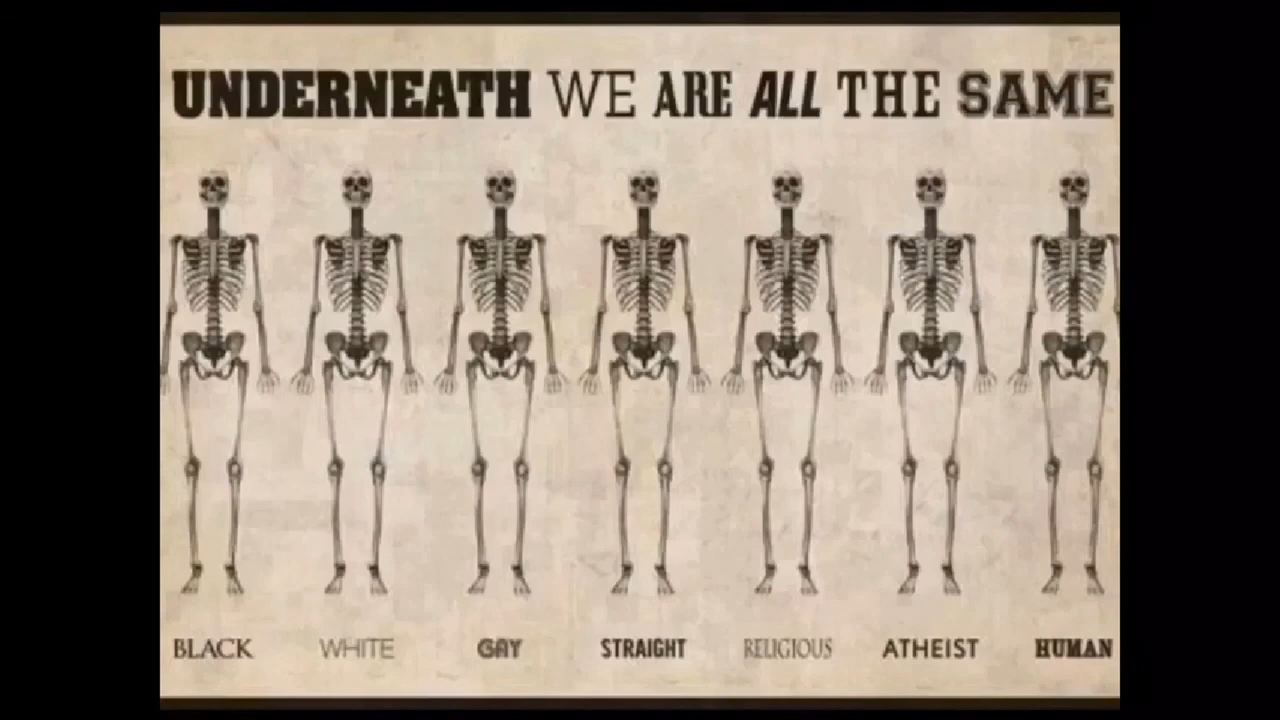 UNDERNEATH WE ARE ALL THE SAME
BLACK WHITE GAY STRAIGHT RELIGIOUS ATHEIST HUMAN